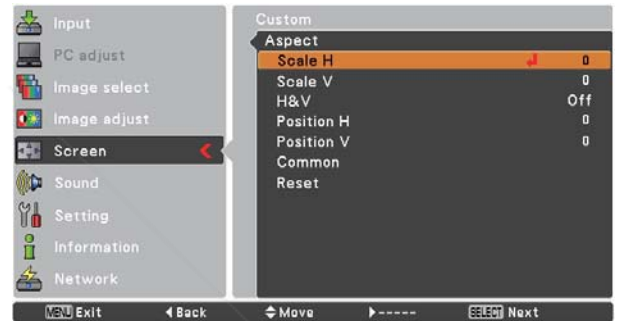 Input
PC adjust
Image select
Image adjust
Screen
Sound
Setting
Information
Network
Custom
Aspect
Scale H 0
Scale V 0
H&V Off
Position H 0
Position V 0
Common
Reset
MENU Exit Back Move ----- SELECT Next